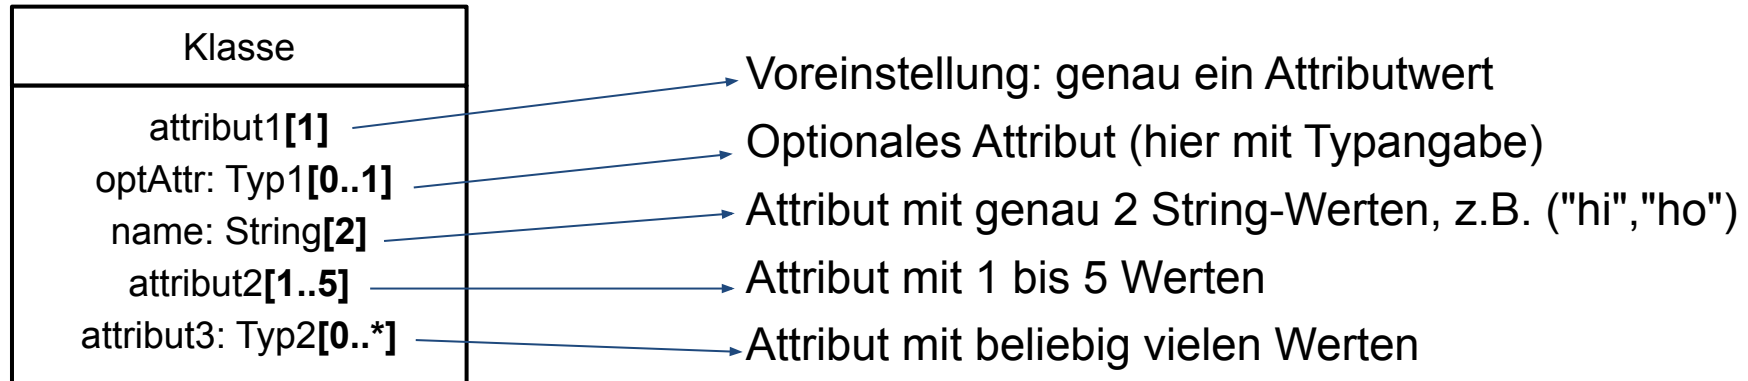 Klasse
attribut1[1]
optAttr: Typ1[0..1]
name: String[2]
attribut2[1..5]
attribut3: Typ2[0..*]
Voreinstellung: genau ein Attributwert
Optionales Attribut (hier mit Typangabe)
Attribut mit genau 2 String-Werten, z.B. ("hi","ho")
Attribut mit 1 bis 5 Werten
Attribut mit beliebig vielen Werten